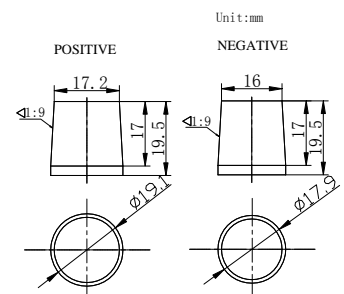 Unit:mm
POSITIVE
NEGATIVE
17.2
1:9
17
19.5
Ø19.1
16
1:9
17
19.5
Ø17.9